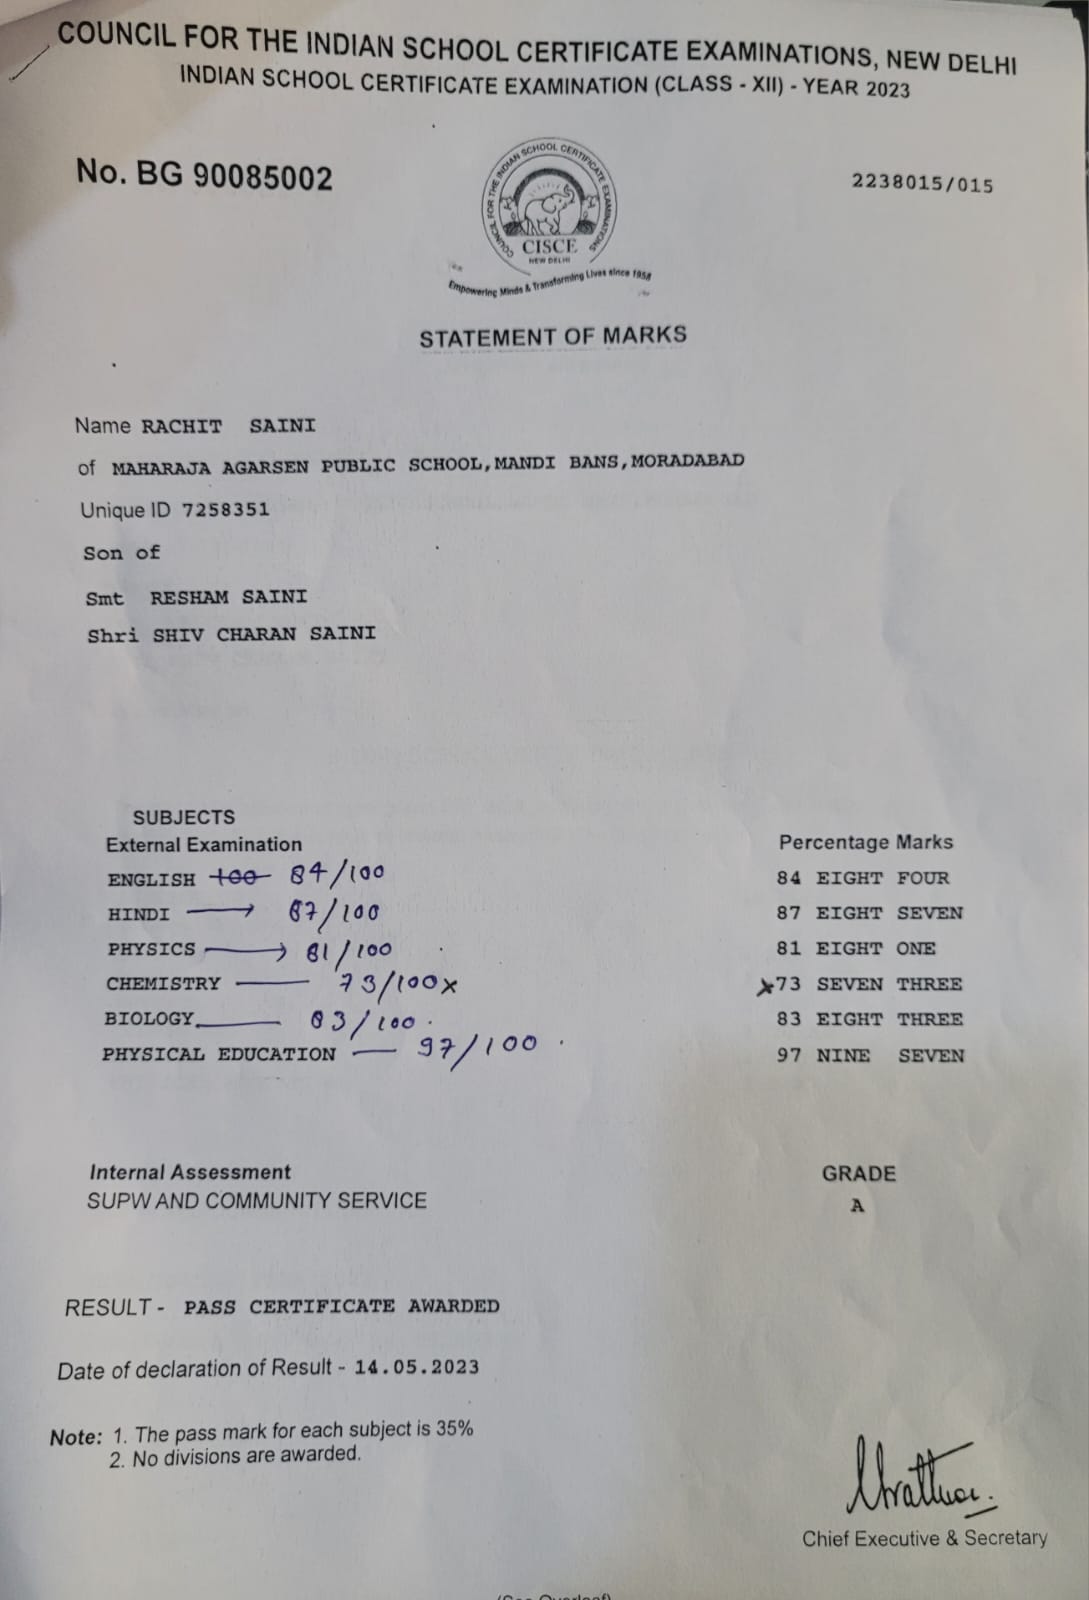 COUNCIL FOR THE INDIAN SCHOOL CERTIFICATE EXAMINATIONS, NEW DELHI
INDIAN SCHOOL CERTIFICATE EXAMINATION (CLASS - XII) - YEAR 2023
No. BG 90085002
2238015/015
COUNCIL FOR THE INDIAN SCHOOL CERTIFICATE EXAMINATIONS
CISCE
NEW DELHI
Empowering Minds & Transforming Lives since 1958
STATEMENT OF MARKS
Name RACHIT SAINI
of MAHARAJA AGARSEN PUBLIC SCHOOL,MANDI BANS,MORADABAD
Unique ID 7258351
Son of
Smt RESHAM SAINI
Shri SHIV CHARAN SAINI
SUBJECTS
External Examination Percentage Marks
ENGLISH 100 84/100 84 EIGHT FOUR
HINDI → 87/100 87 EIGHT SEVEN
PHYSICS → 81/100 81 EIGHT ONE
CHEMISTRY — 73/100x x73 SEVEN THREE
BIOLOGY — 83/100. 83 EIGHT THREE
PHYSICAL EDUCATION — 97/100 97 NINE SEVEN
Internal Assessment GRADE
SUPW AND COMMUNITY SERVICE A
RESULT - PASS CERTIFICATE AWARDED
Date of declaration of Result - 14.05.2023
Note: 1. The pass mark for each subject is 35%
2. No divisions are awarded.
Chief Executive & Secretary